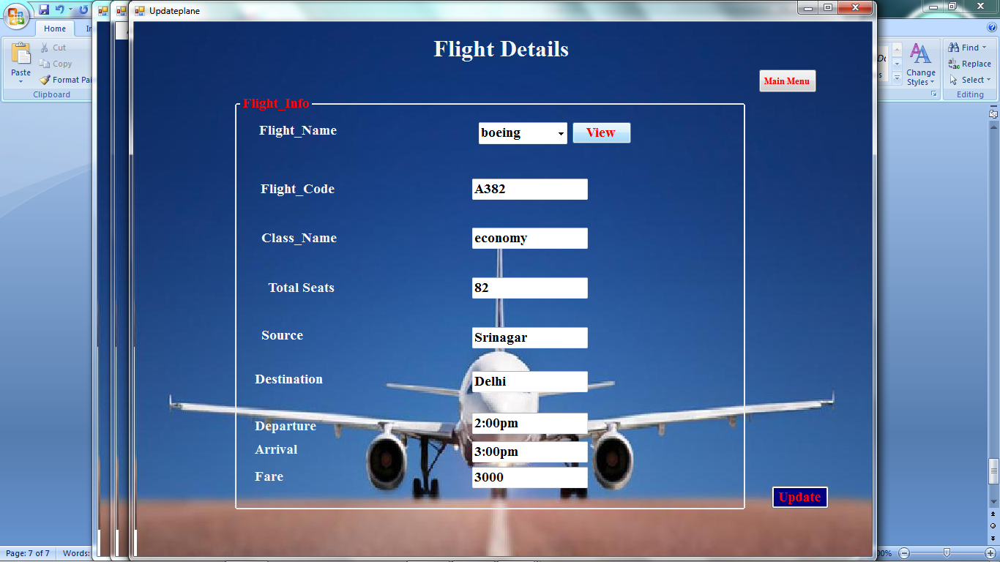 Updateplane
Home
Cut
Copy
Format Pai
Paste
Clipboard
Flight Details
Main Menu
Flight_Info
Flight_Name boeing View
Flight_Code A382
Class_Name economy
Total Seats 82
Source Srinagar
Destination Delhi
Departure 2:00pm
Arrival 3:00pm
Fare 3000
Update
Change Styles
Find
Replace
Select
Editing
Page: 7 of 7 Words: